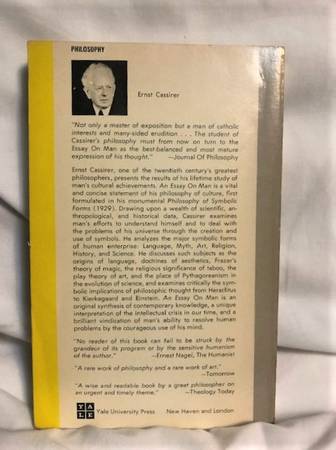 PHILOSOPHY
Ernst Cassirer
"Not only a master of exposition but a man of catholic
interests and many-sided erudition . . . The student of
Cassirer's philosophy must from now on turn to the
Essay On Man as the best-balanced and most mature
expression of his thought." —Journal Of Philosophy
Ernst Cassirer, one of the twentieth century's greatest
philosophers, presents the results of his lifetime study of
man's cultural achievements. An Essay On Man is a vital
and concise statement of his philosophy of culture, first
formulated in his monumental Philosophy of Symbolic
Forms (1929). Drawing upon a wealth of scientific, an-
thropological, and historical data, Cassirer examines
man's efforts to understand himself and to deal with
the problems of his universe through the creation and
use of symbols. He analyzes the major symbolic forms
of human enterprise: Language, Myth, Art, Religion,
History, and Science. He discusses such subjects as the
origins of language, doctrines of aesthetics, Frazer's
theory of magic, the religious significance of taboo, the
play theory of art, and the place of Pythagoreanism in
the evolution of science, and examines critically the sym-
bolic implications of philosophic thought from Heraclitus
to Kierkegaard and Einstein. An Essay On Man is an
original synthesis of contemporary knowledge, a unique
interpretation of the intellectual crisis in our time, and a
brilliant vindication of man's ability to resolve human
problems by the courageous use of his mind.
"No reader of this book can fail to be struck by the
grandeur of its program or by the sensitive humanism
of the author." —Ernest Nagel, The Humanist
"A rare work of philosophy and a rare work of art."
—Tomorrow
"A wise and readable book by a great philosopher on
an urgent and timely theme." —Theology Today
YALE
Yale University Press New Haven and London